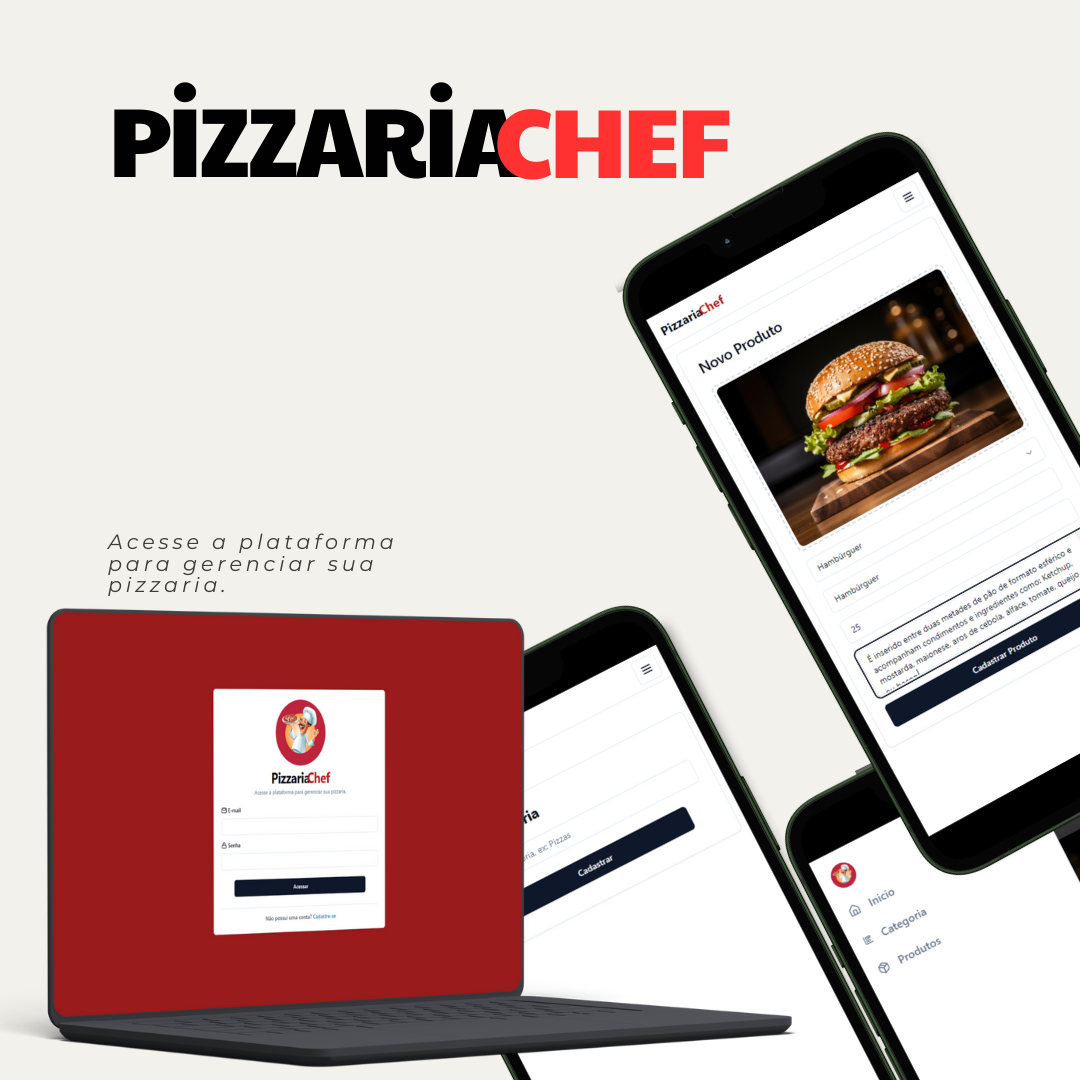 PIZZARIACHEF
PizzariaChef
Novo Produto
Hambúrguer
Hambúrguer
25
É inserido entre duas metades de pão de formato esférico e
acompanham condimentos e ingredientes como: Ketchup,
mostarda, maionese, aros de cebola, alface, tomate, queijo
Cadastrar Produto
Acesse a plataforma
para gerenciar sua
pizzaria.
PizzariaChef
Acesse a plataforma para gerenciar sua pizzaria.
E-mail
Senha
Acessar
Não possui uma conta? Cadastre-se
ria
ex: Pizzas
Cadastrar
Inicio
Categoria
Produtos